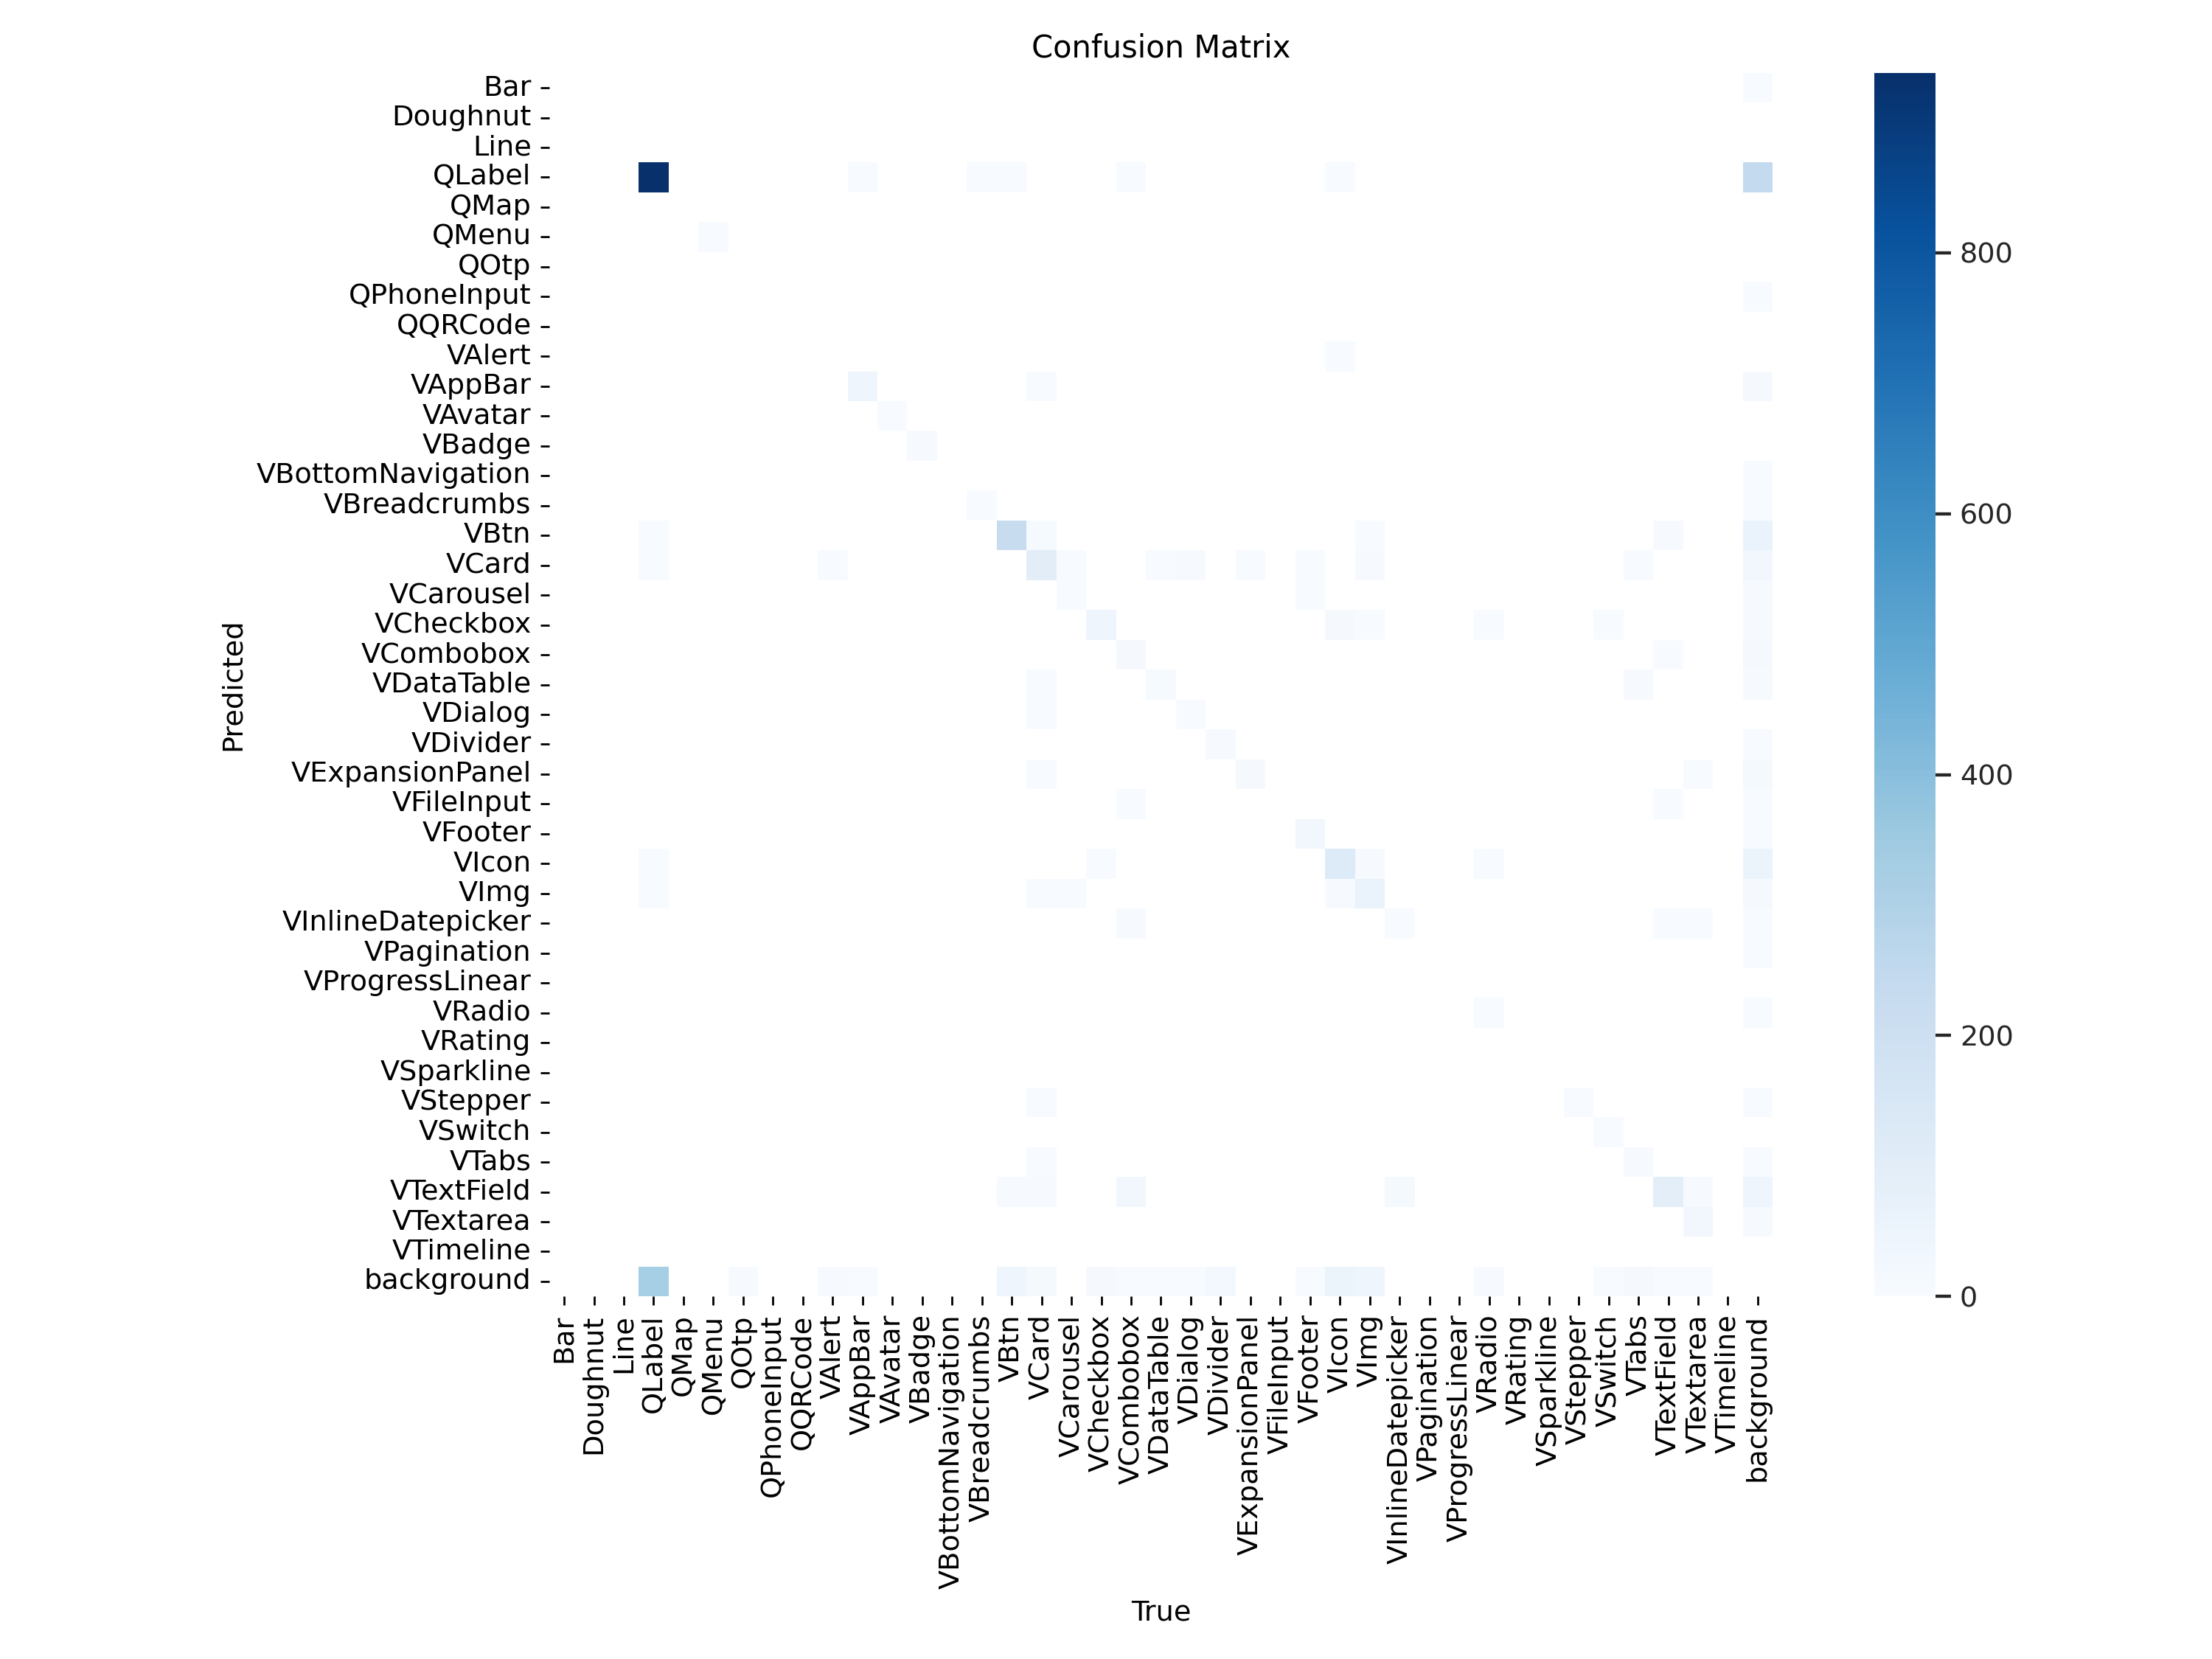 Confusion Matrix
Bar
Doughnut
Line
QLabel
QMap
QMenu
QOtp
QPhoneInput
QQRCode
VAlert
VAppBar
VAvatar
VBadge
VBottomNavigation
VBreadcrumbs
VBtn
VCard
VCarousel
VCheckbox
VCombobox
VDataTable
VDialog
VDivider
VExpansionPanel
VFileInput
VFooter
VIcon
VImg
VInlineDatepicker
VPagination
VProgressLinear
VRadio
VRating
VSparkline
VStepper
VSwitch
VTabs
VTextField
VTextarea
VTimeline
background
Predicted
Bar
Doughnut
Line
QLabel
QMap
QMenu
QOtp
QPhoneInput
QQRCode
VAlert
VAppBar
VAvatar
VBadge
VBottomNavigation
VBreadcrumbs
VBtn
VCard
VCarousel
VCheckbox
VCombobox
VDataTable
VDialog
VDivider
VExpansionPanel
VFileInput
VFooter
VIcon
VImg
VInlineDatepicker
VPagination
VProgressLinear
VRadio
VRating
VSparkline
VStepper
VSwitch
VTabs
VTextField
VTextarea
VTimeline
background
True
800
600
400
200
0